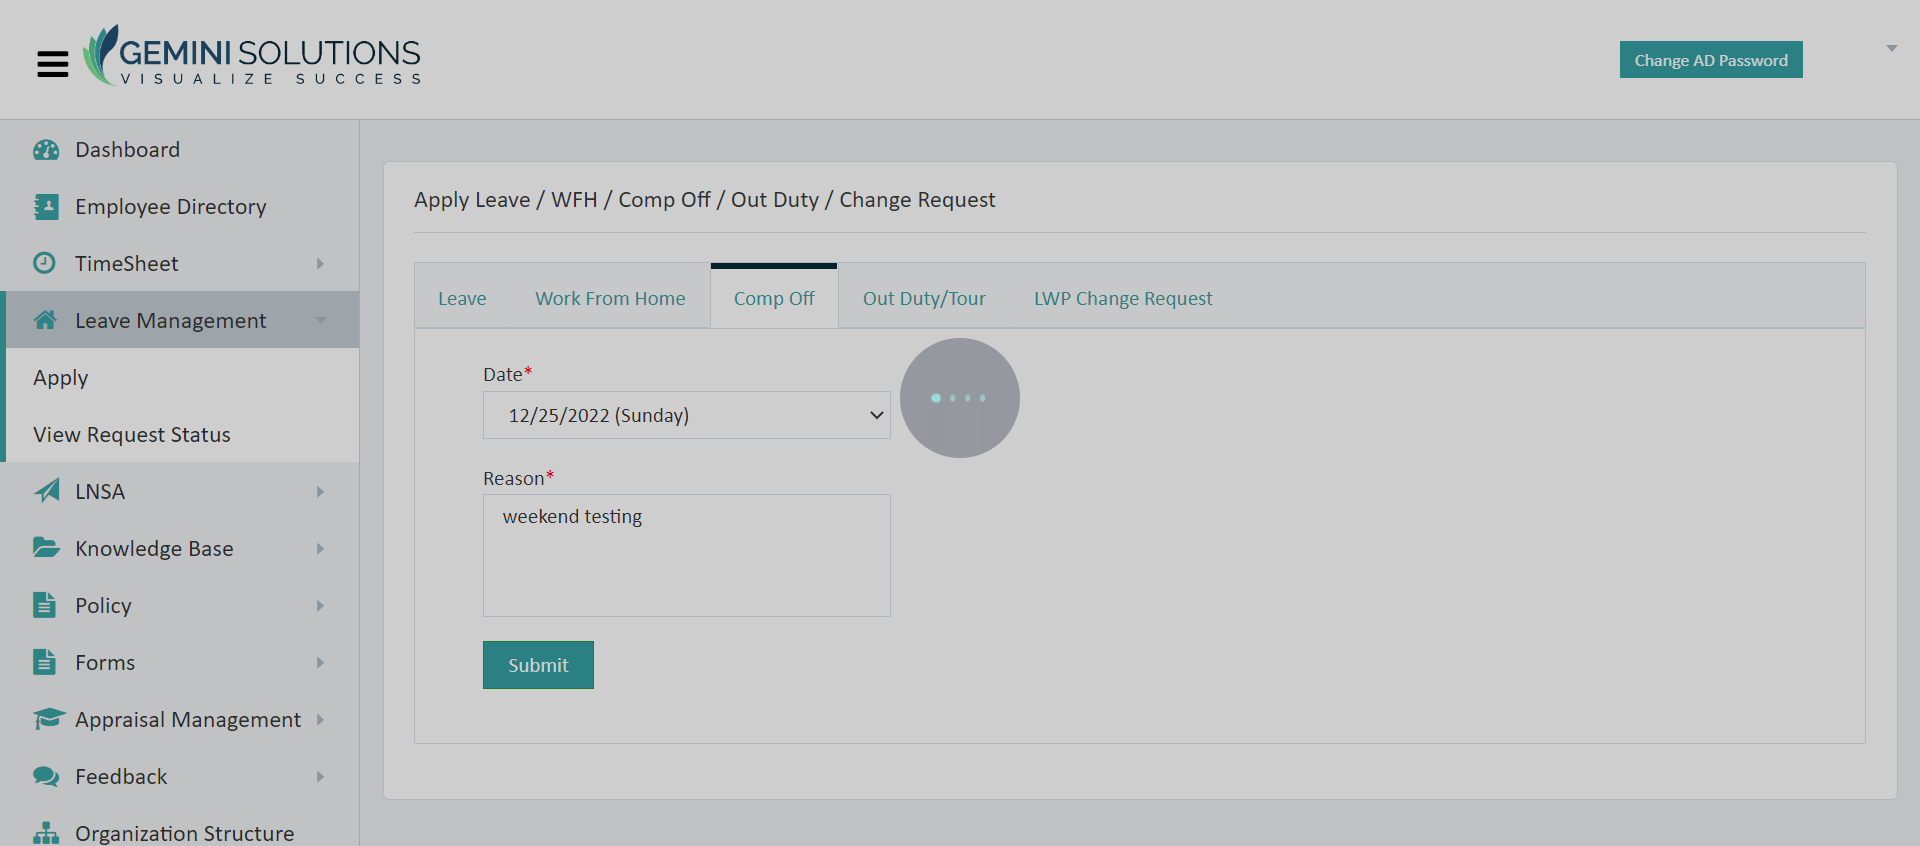 GEMINI SOLUTIONS
VISUALIZE SUCCESS
Change AD Password
Dashboard
Employee Directory
TimeSheet
Leave Management
Apply
View Request Status
LNSA
Knowledge Base
Policy
Forms
Appraisal Management
Feedback
Organization Structure
Apply Leave / WFH / Comp Off / Out Duty / Change Request
Leave Work From Home Comp Off Out Duty/Tour LWP Change Request
Date*
12/25/2022 (Sunday)
Reason*
weekend testing
Submit